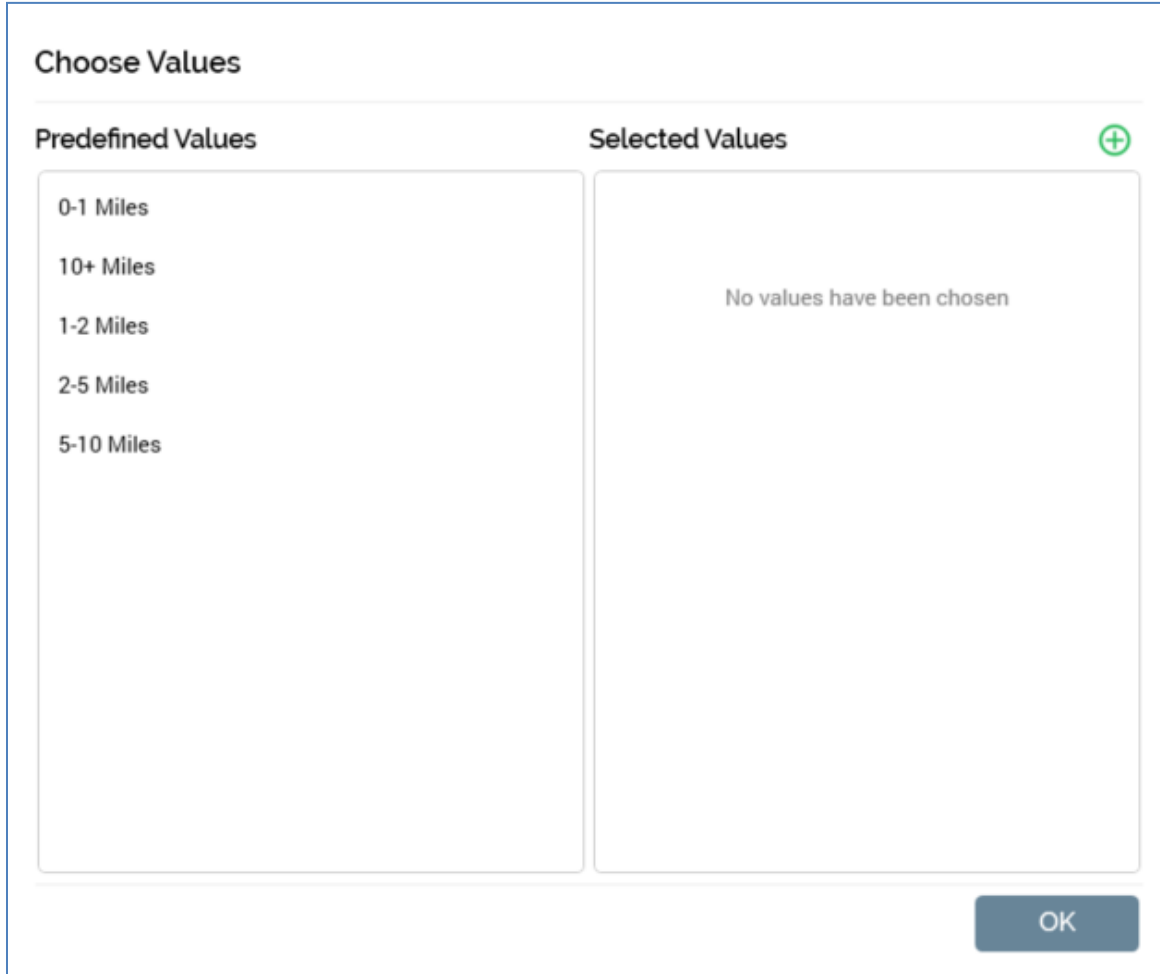 Choose Values
Predefined Values
Selected Values
0-1 Miles
10+ Miles
1-2 Miles
2-5 Miles
5-10 Miles
No values have been chosen
OK